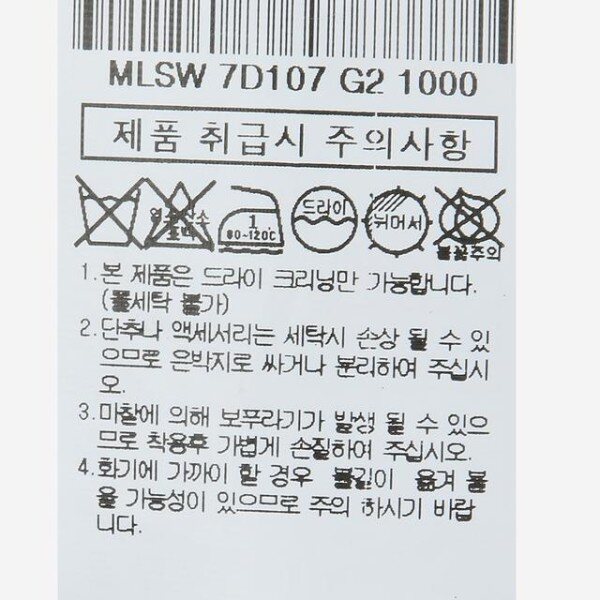 MLSW 7D107 G2 1000
제품 취급시 주의사항
염소산소
표백
1
80~120℃
드라이
뉘어서
불꽃주의
1.본 제품은 드라이 크리닝만 가능합니다.
(물세탁 불가)
2.단추나 액세서리는 세탁시 손상 될 수 있
으므로 은박지로 싸거나 분리하여 주십시
오.
3.마찰에 의해 보푸라기가 발생 될 수 있으
므로 착용후 가볍게 손질하여 주십시오.
4.화기에 가까이 할 경우 불길이 옮겨 붙
을 가능성이 있으므로 주의 하시기 바랍
니다.